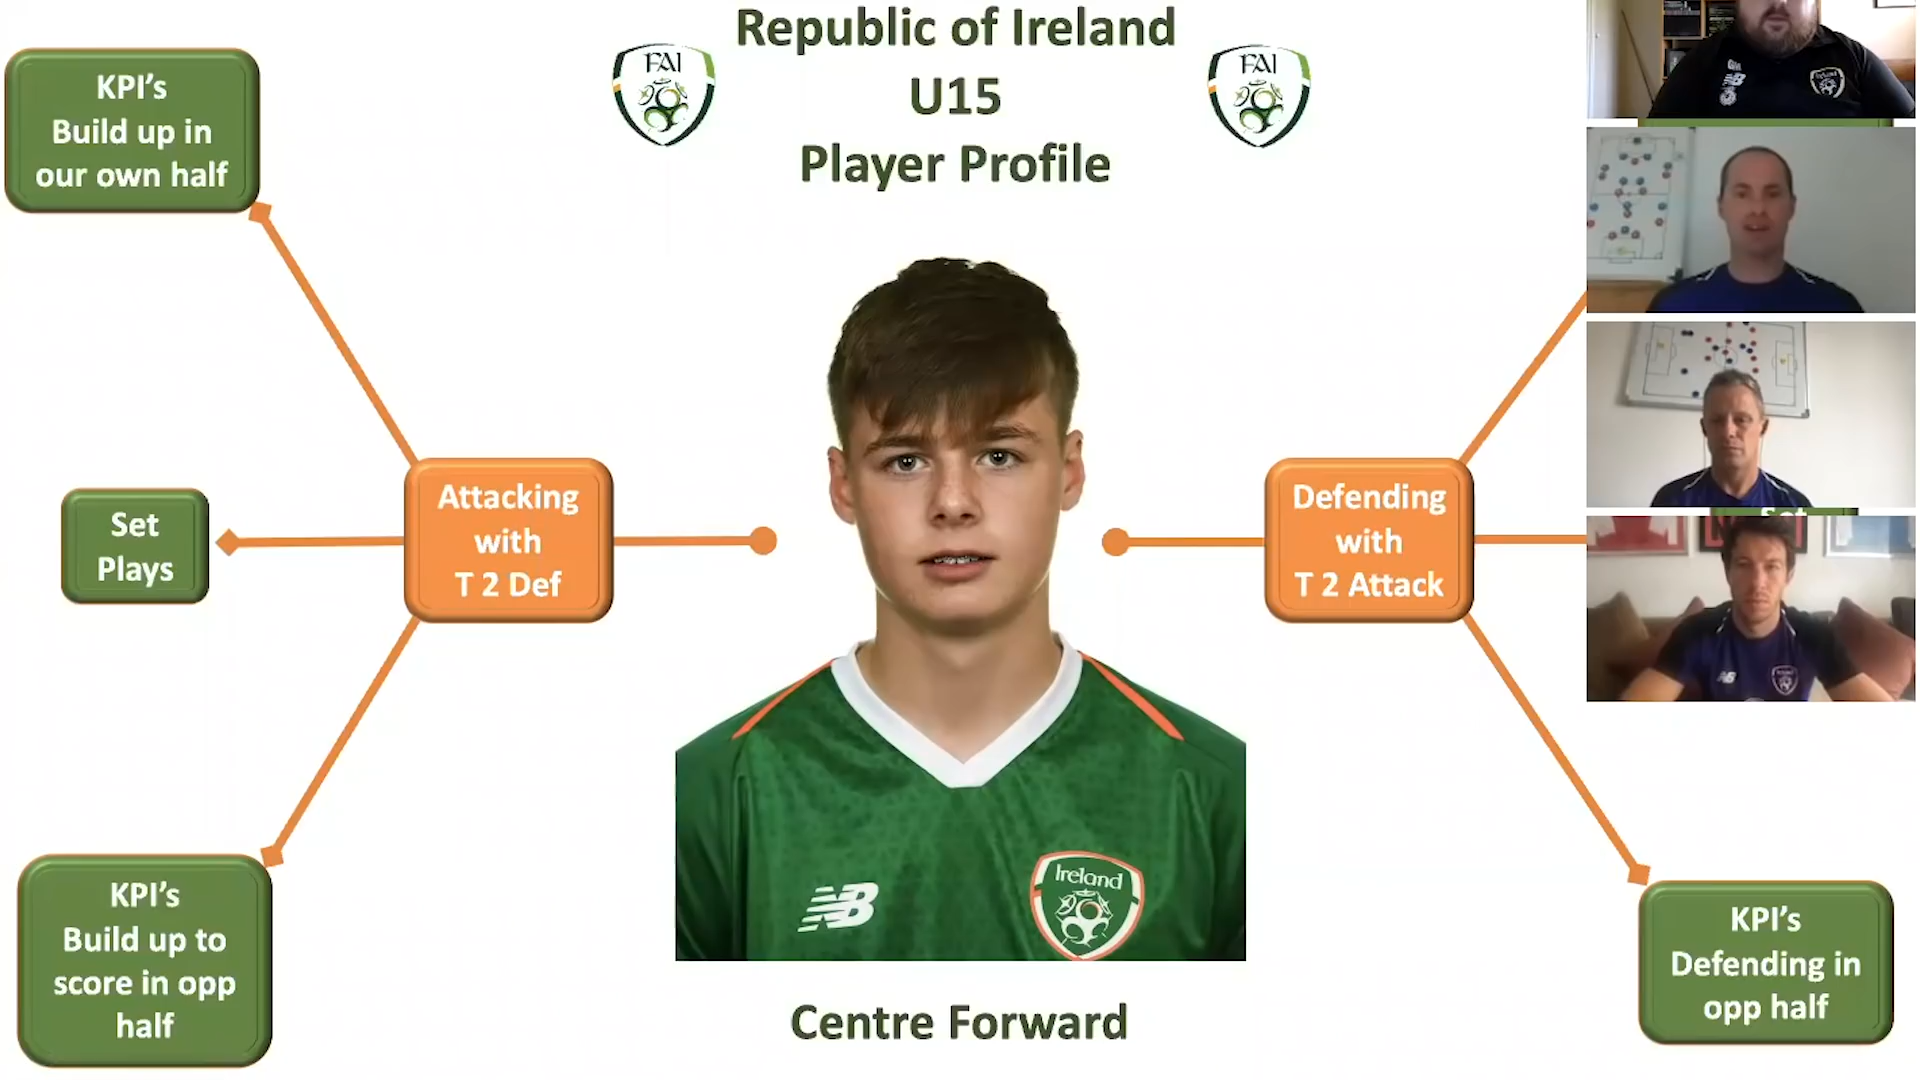 Republic of Ireland
U15
Player Profile
FAI
FAI
KPI's
Build up in
our own half
Set
Plays
KPI's
Build up to
score in opp
half
Attacking
with
T 2 Def
Defending
with
T 2 Attack
Set
KPI's
Defending in
opp half
NB
Ireland
Centre Forward